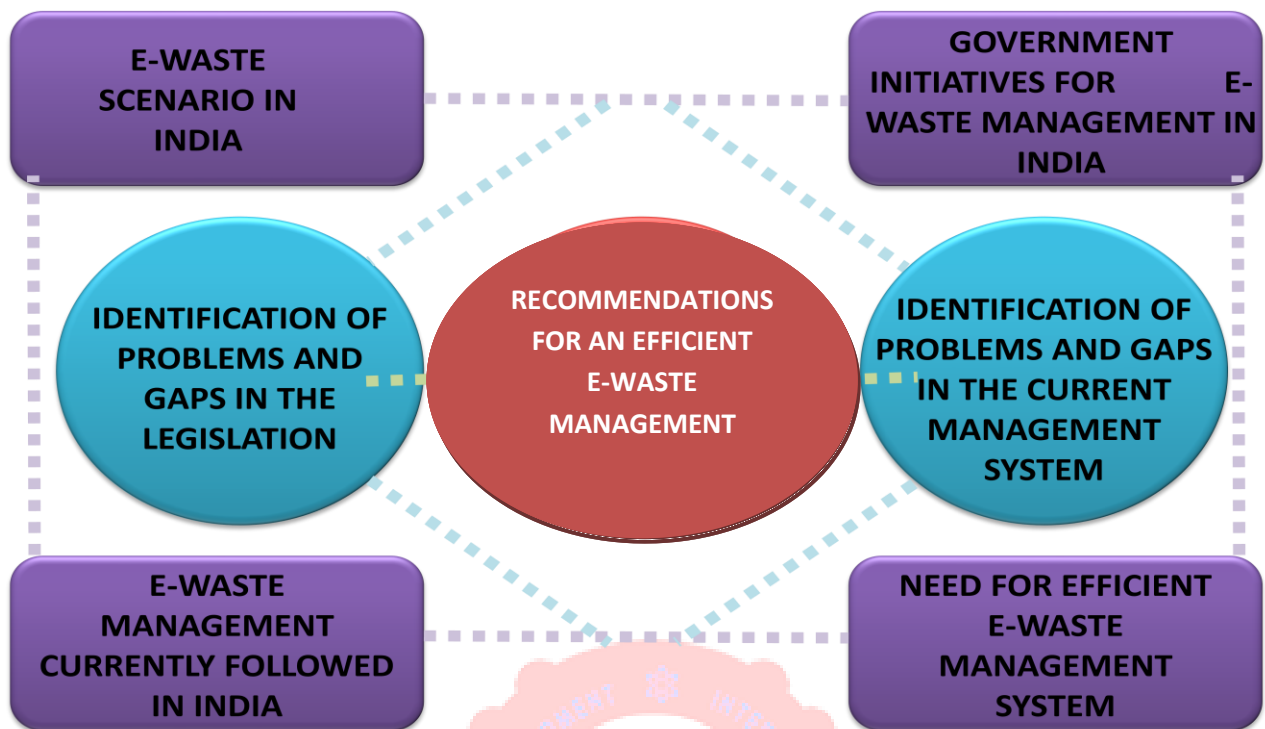 E-WASTE
SCENARIO IN
INDIA
GOVERNMENT
INITIATIVES FOR E-
WASTE MANAGEMENT IN
INDIA
IDENTIFICATION OF
PROBLEMS AND
GAPS IN THE
LEGISLATION
RECOMMENDATIONS
FOR AN EFFICIENT
E-WASTE
MANAGEMENT
IDENTIFICATION OF
PROBLEMS AND GAPS
IN THE CURRENT
MANAGEMENT
SYSTEM
E-WASTE
MANAGEMENT
CURRENTLY FOLLOWED
IN INDIA
NEED FOR EFFICIENT
E-WASTE
MANAGEMENT
SYSTEM